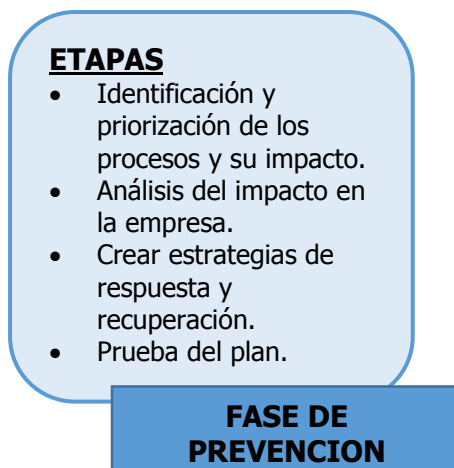 ETAPAS
• Identificación y
priorización de los
procesos y su impacto.
• Análisis del impacto en
la empresa.
• Crear estrategias de
respuesta y
recuperación.
• Prueba del plan.
FASE DE
PREVENCION